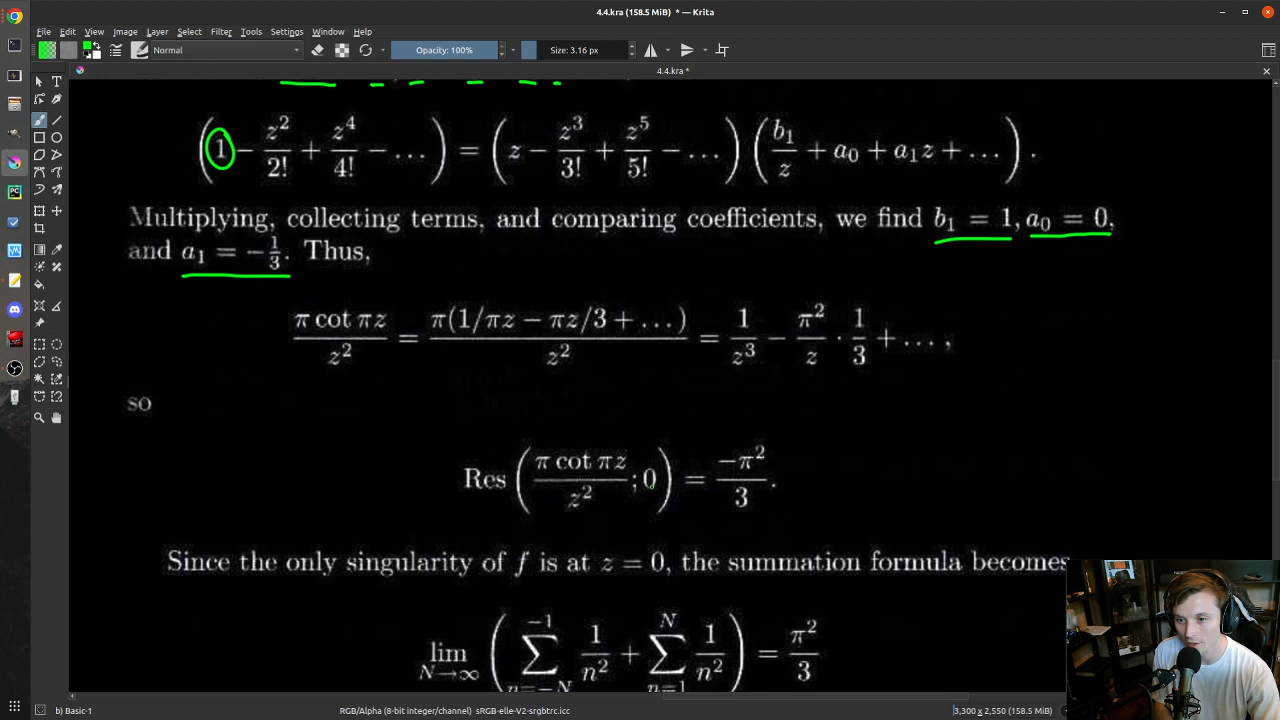 4.4.kra (158.5 MiB) * — Krita
File Edit View Image Layer Select Filter Tools Settings Window Help
Normal Opacity: 100% Size: 3.16 px
4.4.kra *
(1 − z²/2! + z⁴/4! − …) = (z − z³/3! + z⁵/5! − …)(b₁/z + a₀ + a₁z + …).
Multiplying, collecting terms, and comparing coefficients, we find b₁ = 1, a₀ = 0,
and a₁ = −1/3. Thus,
π cot πz / z² = π(1/πz − πz/3 + …) / z² = 1/z³ − π²/z · 1/3 + … ,
so
Res (π cot πz / z² ; 0) = −π²/3.
Since the only singularity of f is at z = 0, the summation formula becomes
lim N→∞ (∑ n=−N −1 1/n² + ∑ n=1 N 1/n²) = π²/3
b) Basic-1 RGB/Alpha (8-bit integer/channel) sRGB-elle-V2-srgbtrc.icc 3,300 x 2,550 (158.5 MiB)